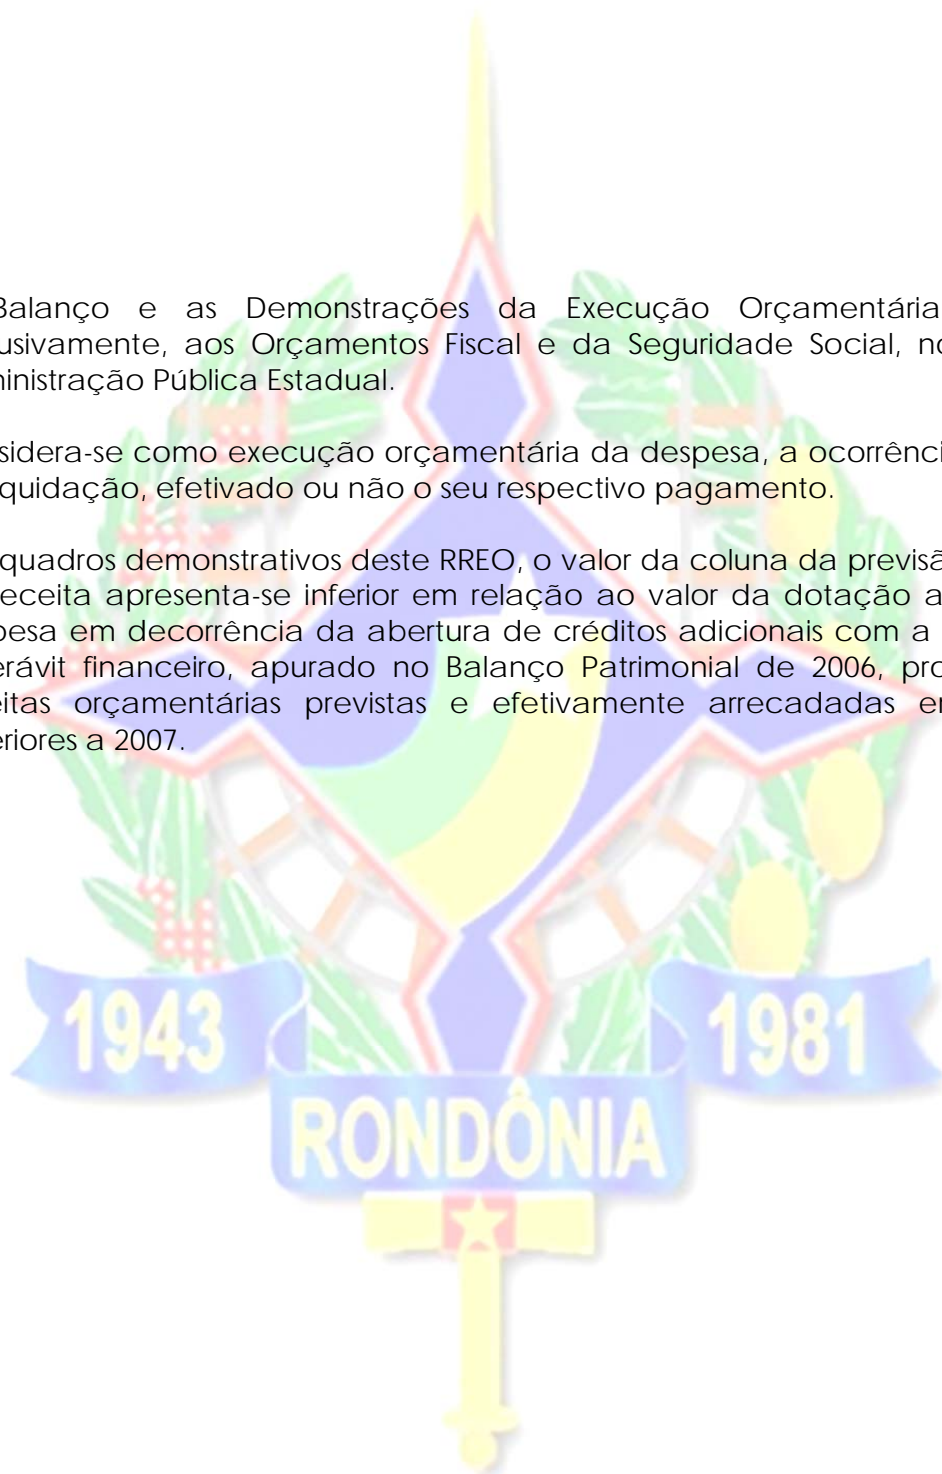 Balanço e as Demonstrações da Execução Orçamentária
usivamente, aos Orçamentos Fiscal e da Seguridade Social, no
inistração Pública Estadual.
sidera-se como execução orçamentária da despesa, a ocorrênci
quidação, efetivado ou não o seu respectivo pagamento.
quadros demonstrativos deste RREO, o valor da coluna da previsã
eceita apresenta-se inferior em relação ao valor da dotação a
pesa em decorrência da abertura de créditos adicionais com a
erávit financeiro, apurado no Balanço Patrimonial de 2006, pro
eitas orçamentárias previstas e efetivamente arrecadadas e
eriores a 2007.
1943 1981
RONDÔNIA